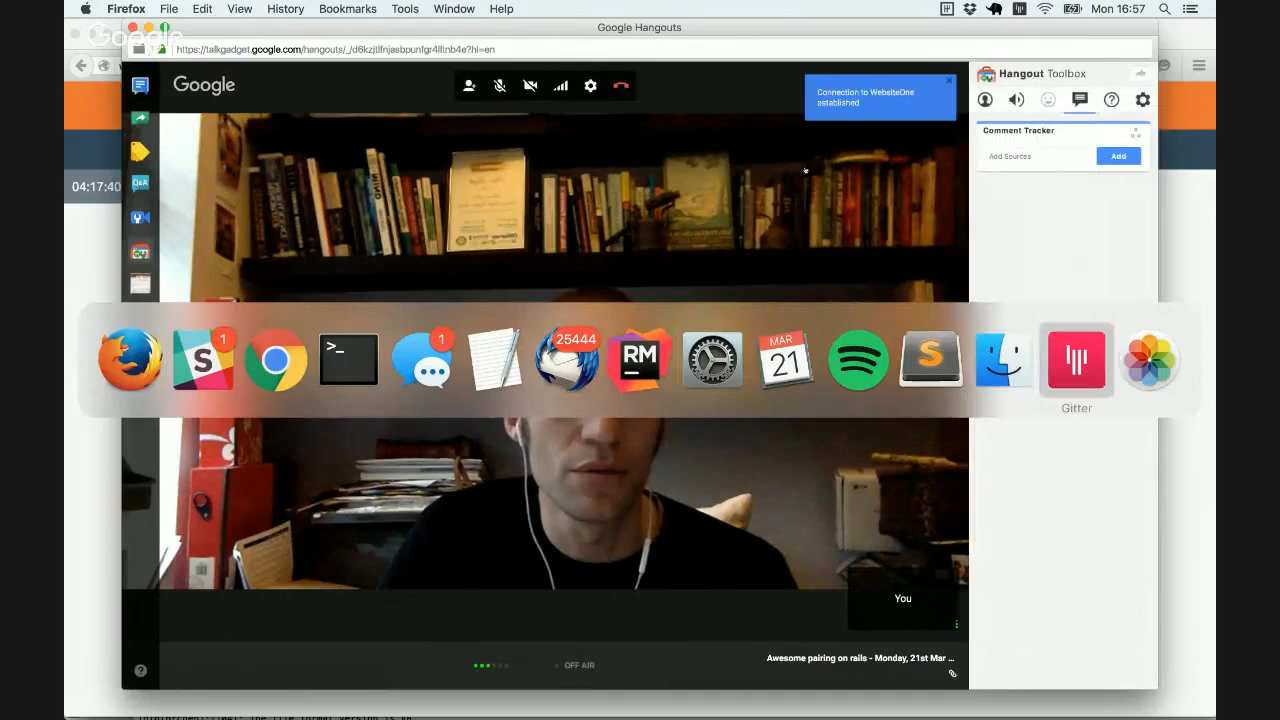 Firefox File Edit View History Bookmarks Tools Window Help
Mon 16:57
Google
Google Hangouts
https://talkgadget.google.com/hangouts/_/d6kzjtlfnjasbpunfgr4lltnb4e?hl=en
Google
Connection to WebsiteOne
established
Hangout Toolbox
Comment Tracker
Add Sources
Add
Q&A
04:17:40
1
S
>_
1
25444
RM
MAR
21
S
Gitter
You
OFF AIR
Awesome pairing on rails - Monday, 21st Mar ...